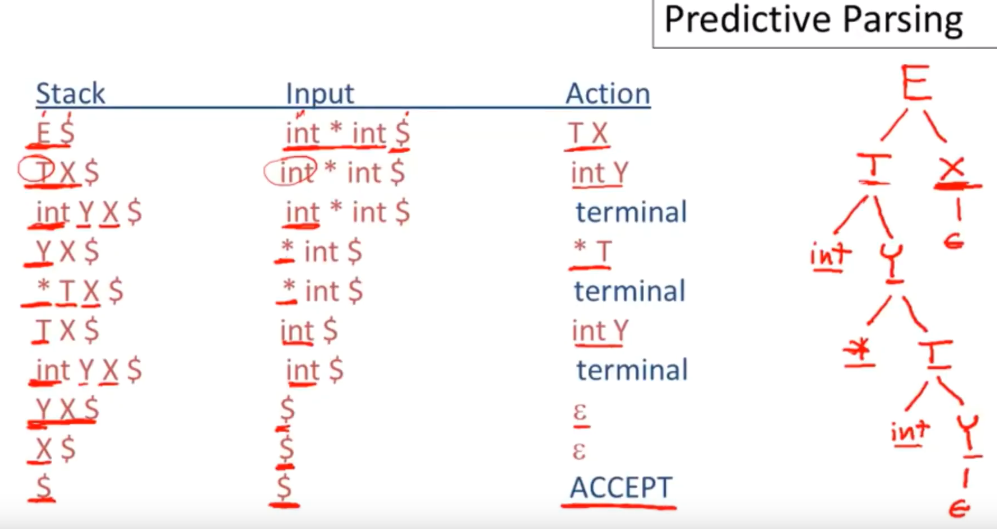 Predictive Parsing
Stack Input Action
E $ int * int $ T X
T X $ int * int $ int Y
int Y X $ int * int $ terminal
Y X $ * int $ * T
* T X $ * int $ terminal
T X $ int $ int Y
int Y X $ int $ terminal
Y X $ $ ε
X $ $ ε
$ $ ACCEPT
E
T X
int Y ϵ
* T
int Y
ϵ